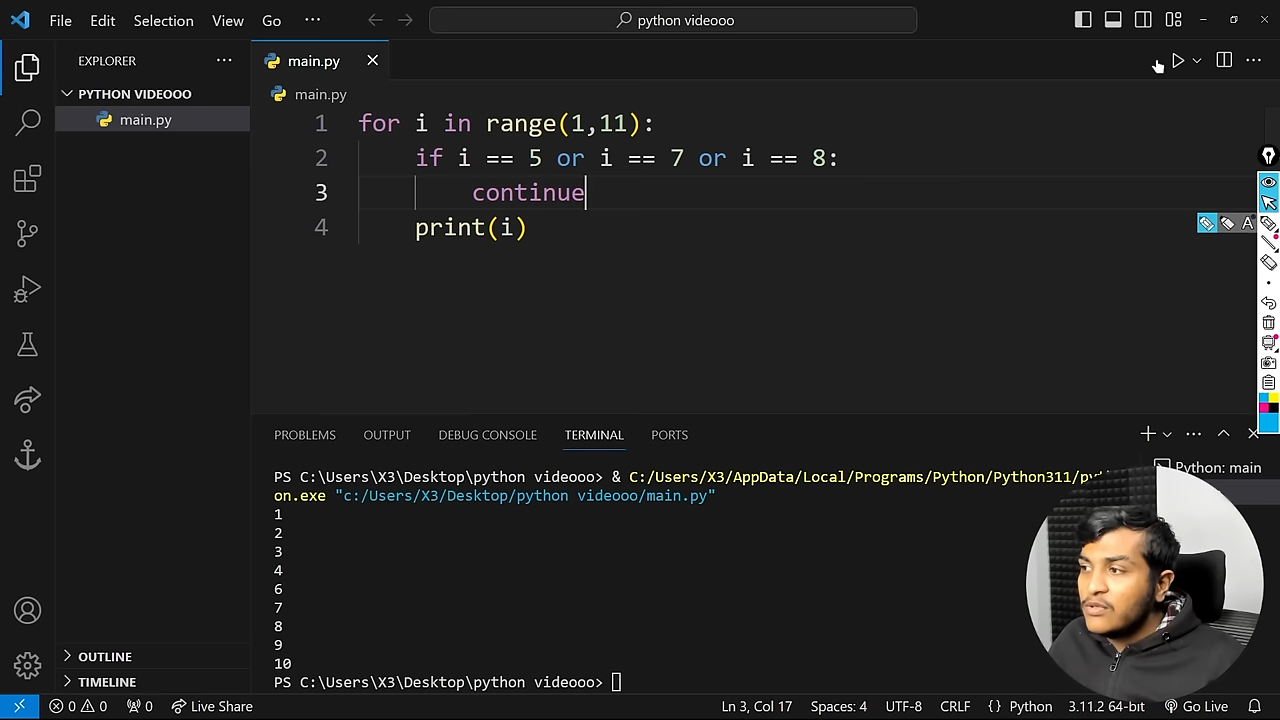 File Edit Selection View Go ··· python videooo
EXPLORER ···
PYTHON VIDEOOO
main.py
OUTLINE
TIMELINE
main.py
main.py
1 for i in range(1,11):
2 if i == 5 or i == 7 or i == 8:
3 continue
4 print(i)
A
PROBLEMS OUTPUT DEBUG CONSOLE TERMINAL PORTS
Python: main
PS C:\Users\X3\Desktop\python videooo> & C:/Users/X3/AppData/Local/Programs/Python/Python311/
on.exe "c:/Users/X3/Desktop/python videooo/main.py"
1
2
3
4
6
7
8
9
10
PS C:\Users\X3\Desktop\python videooo>
0 0 0 Live Share Ln 3, Col 17 Spaces: 4 UTF-8 CRLF {} Python 3.11.2 64-bit Go Live